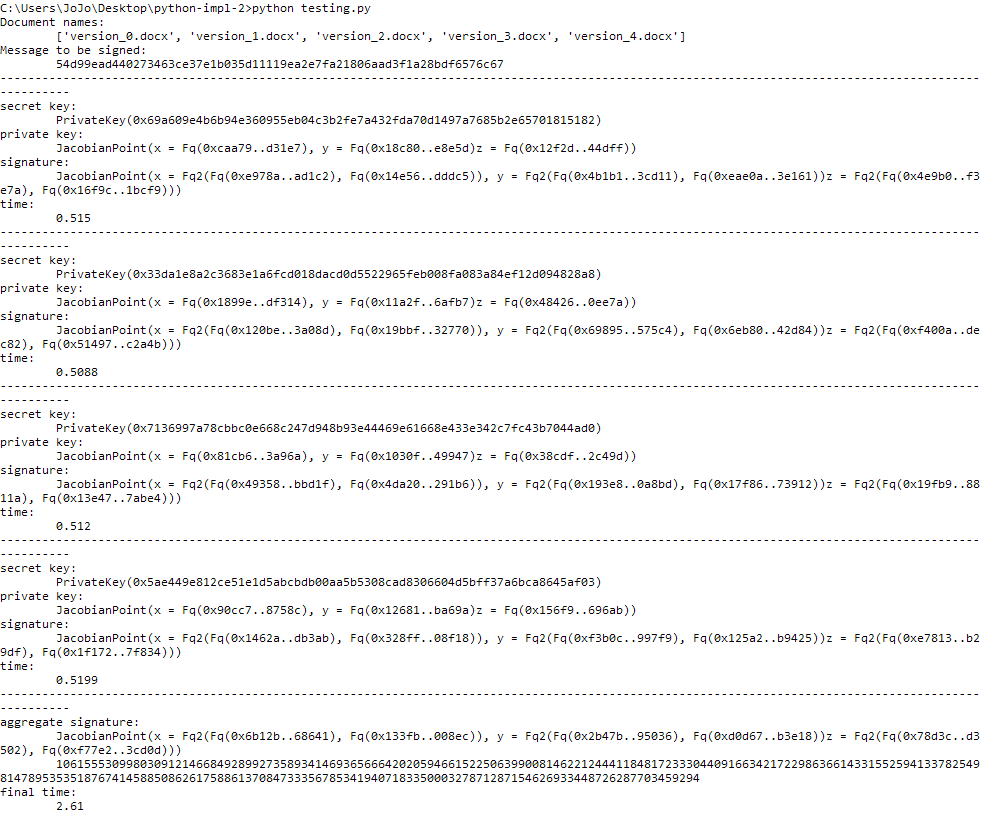 C:\Users\JoJo\Desktop\python-impl-2>python testing.py
Document names:
['version_0.docx', 'version_1.docx', 'version_2.docx', 'version_3.docx', 'version_4.docx']
Message to be signed:
54d99ead440273463ce37e1b035d11119ea2e7fa21806aad3f1a28bdf6576c67
--------------------------------------------------------------------------------------------------------------------------------------------
----------
secret key:
PrivateKey(0x69a609e4b6b94e360955eb04c3b2fe7a432fda70d1497a7685b2e65701815182)
private key:
JacobianPoint(x = Fq(0xcaa79..d31e7), y = Fq(0x18c80..e8e5d)z = Fq(0x12f2d..44dff))
signature:
JacobianPoint(x = Fq2(Fq(0xe978a..ad1c2), Fq(0x14e56..dddc5)), y = Fq2(Fq(0x4b1b1..3cd11), Fq(0xeae0a..3e161))z = Fq2(Fq(0x4e9b0..f3
e7a), Fq(0x16f9c..1bcf9)))
time:
0.515
--------------------------------------------------------------------------------------------------------------------------------------------
----------
secret key:
PrivateKey(0x33da1e8a2c3683e1a6fcd018dacd0d5522965feb008fa083a84ef12d094828a8)
private key:
JacobianPoint(x = Fq(0x1899e..df314), y = Fq(0x11a2f..6afb7)z = Fq(0x48426..0ee7a))
signature:
JacobianPoint(x = Fq2(Fq(0x120be..3a08d), Fq(0x19bbf..32770)), y = Fq2(Fq(0x69895..575c4), Fq(0x6eb80..42d84))z = Fq2(Fq(0xf400a..de
c82), Fq(0x51497..c2a4b)))
time:
0.5088
--------------------------------------------------------------------------------------------------------------------------------------------
----------
secret key:
PrivateKey(0x7136997a78cbbc0e668c247d948b93e44469e61668e433e342c7fc43b7044ad0)
private key:
JacobianPoint(x = Fq(0x81cb6..3a96a), y = Fq(0x1030f..49947)z = Fq(0x38cdf..2c49d))
signature:
JacobianPoint(x = Fq2(Fq(0x49358..bbd1f), Fq(0x4da20..291b6)), y = Fq2(Fq(0x193e8..0a8bd), Fq(0x17f86..73912))z = Fq2(Fq(0x19fb9..88
11a), Fq(0x13e47..7abe4)))
time:
0.512
--------------------------------------------------------------------------------------------------------------------------------------------
----------
secret key:
PrivateKey(0x5ae449e812ce51e1d5abcbdb00aa5b5308cad8306604d5bff37a6bca8645af03)
private key:
JacobianPoint(x = Fq(0x90cc7..8758c), y = Fq(0x12681..ba69a)z = Fq(0x156f9..696ab))
signature:
JacobianPoint(x = Fq2(Fq(0x1462a..db3ab), Fq(0x328ff..08f18)), y = Fq2(Fq(0xf3b0c..997f9), Fq(0x125a2..b9425))z = Fq2(Fq(0xe7813..b2
9df), Fq(0x1f172..7f834)))
time:
0.5199
--------------------------------------------------------------------------------------------------------------------------------------------
----------
aggregate signature:
JacobianPoint(x = Fq2(Fq(0x6b12b..68641), Fq(0x133fb..008ec)), y = Fq2(Fq(0x2b47b..95036), Fq(0xd0d67..b3e18))z = Fq2(Fq(0x78d3c..d3
502), Fq(0xf77e2..3cd0d)))
106155530998030912146684928992735893414693656664202059466152250639900814622124441184817233304409166342172298636614331552594133782549
8147895353518767414588508626175886137084733356785341940718335000327871287154626933448726287703459294
final time:
2.61